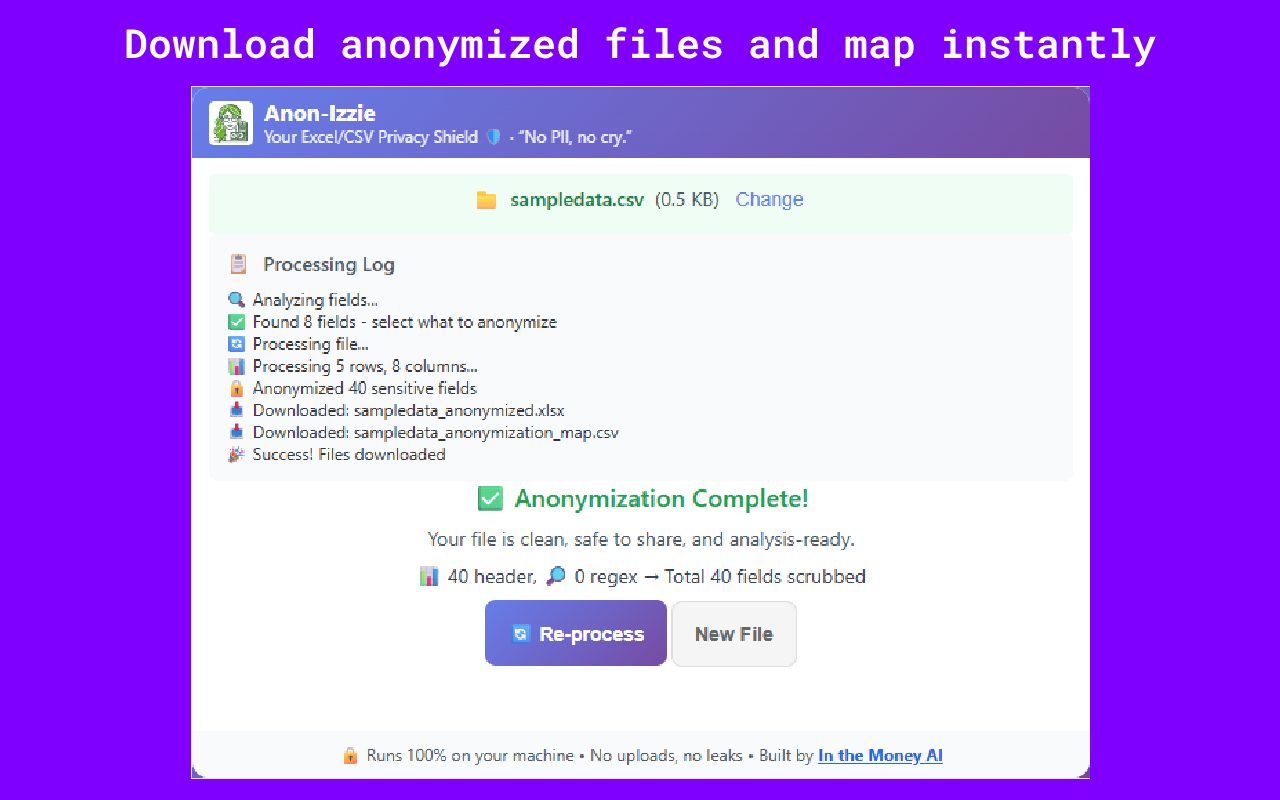 Download anonymized files and map instantly
Anon-Izzie
Your Excel/CSV Privacy Shield 🛡️ · “No PII, no cry.”
📁 sampledata.csv (0.5 KB) Change
📋 Processing Log
🔍 Analyzing fields...
✅ Found 8 fields - select what to anonymize
🔄 Processing file...
📊 Processing 5 rows, 8 columns...
🔒 Anonymized 40 sensitive fields
📥 Downloaded: sampledata_anonymized.xlsx
📥 Downloaded: sampledata_anonymization_map.csv
🎉 Success! Files downloaded
✅ Anonymization Complete!
Your file is clean, safe to share, and analysis-ready.
📊 40 header, 🔎 0 regex → Total 40 fields scrubbed
🔄 Re-process
New File
🔒 Runs 100% on your machine • No uploads, no leaks • Built by In the Money AI